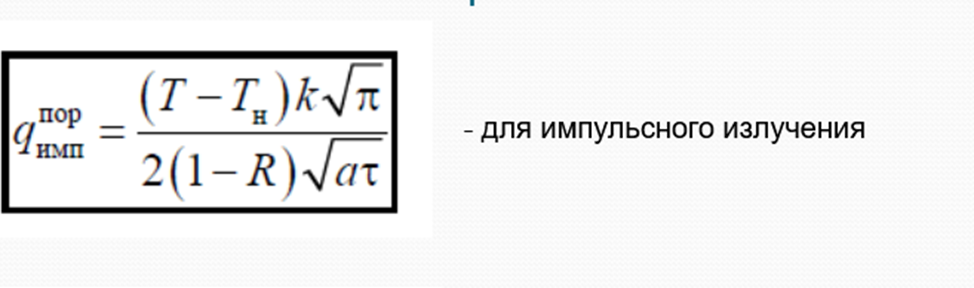 q_имп^пор = (T − T_н)k√π / 2(1 − R)√aτ
- для импульсного излучения